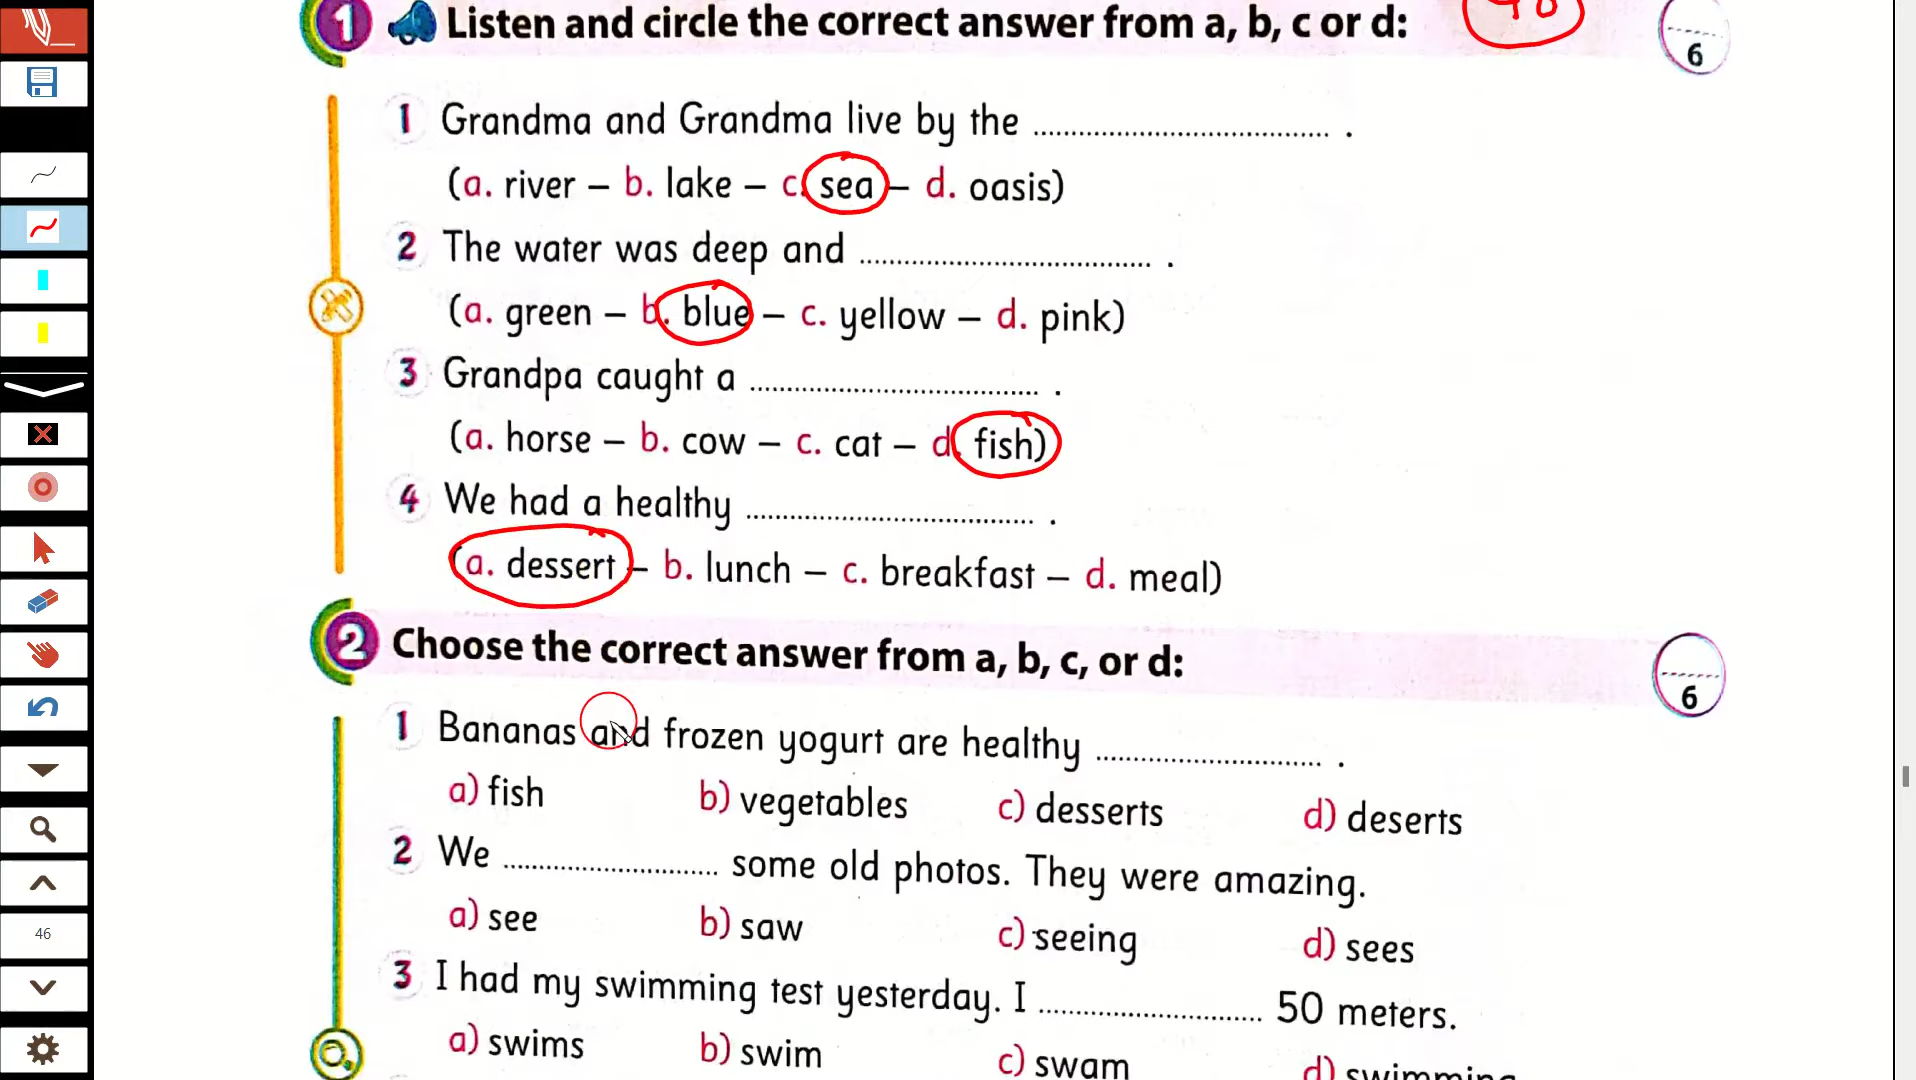 1 Listen and circle the correct answer from a, b, c or d:
6
1 Grandma and Grandma live by the .................................... .
(a. river – b. lake – c. sea – d. oasis)
2 The water was deep and .................................... .
(a. green – b. blue – c. yellow – d. pink)
3 Grandpa caught a .................................... .
(a. horse – b. cow – c. cat – d. fish)
4 We had a healthy .................................... .
(a. dessert – b. lunch – c. breakfast – d. meal)
2 Choose the correct answer from a, b, c, or d:
6
1 Bananas and frozen yogurt are healthy ............................ .
a) fish b) vegetables c) desserts d) deserts
2 We ............................ some old photos. They were amazing.
a) see b) saw c) seeing d) sees
3 I had my swimming test yesterday. I ............................ 50 meters.
a) swims b) swim c) swam d) swimming
46